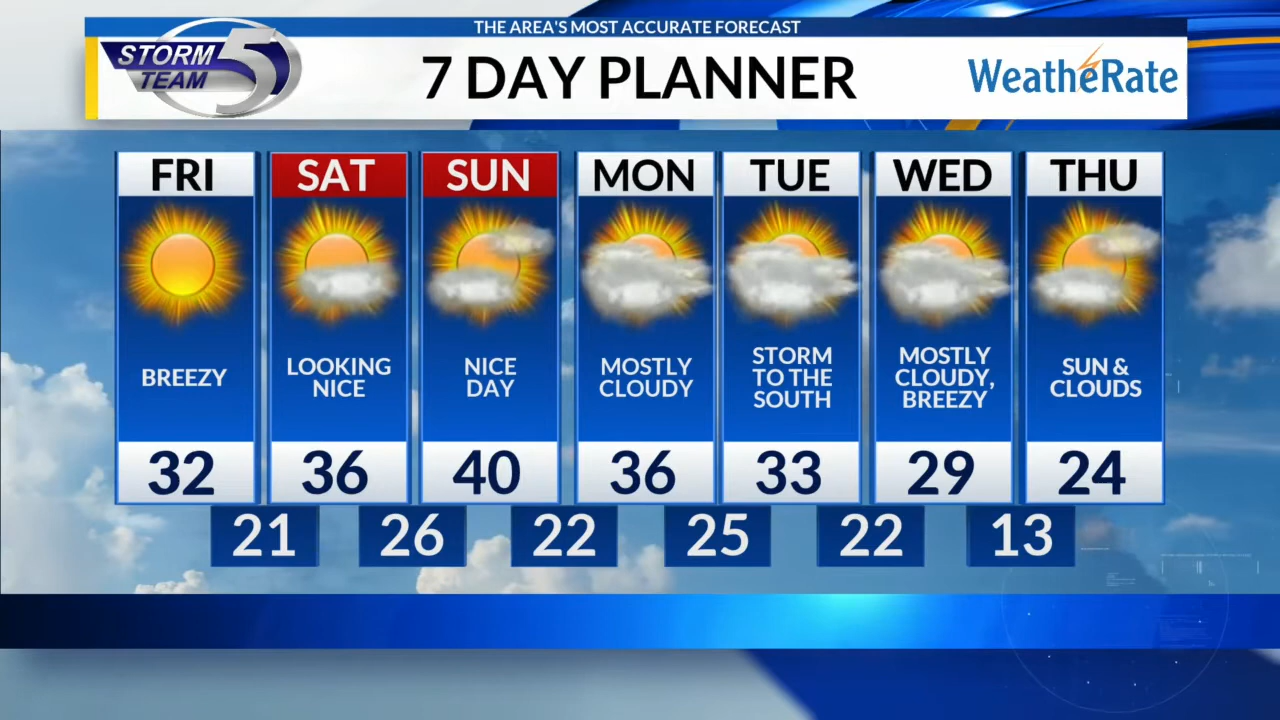 THE AREA'S MOST ACCURATE FORECAST
STORM
TEAM
5
7 DAY PLANNER
WeatheRate
FRI
SAT
SUN
MON
TUE
WED
THU
BREEZY
LOOKING
NICE
NICE
DAY
MOSTLY
CLOUDY
STORM
TO THE
SOUTH
MOSTLY
CLOUDY,
BREEZY
SUN &
CLOUDS
32
36
40
36
33
29
24
21
26
22
25
22
13